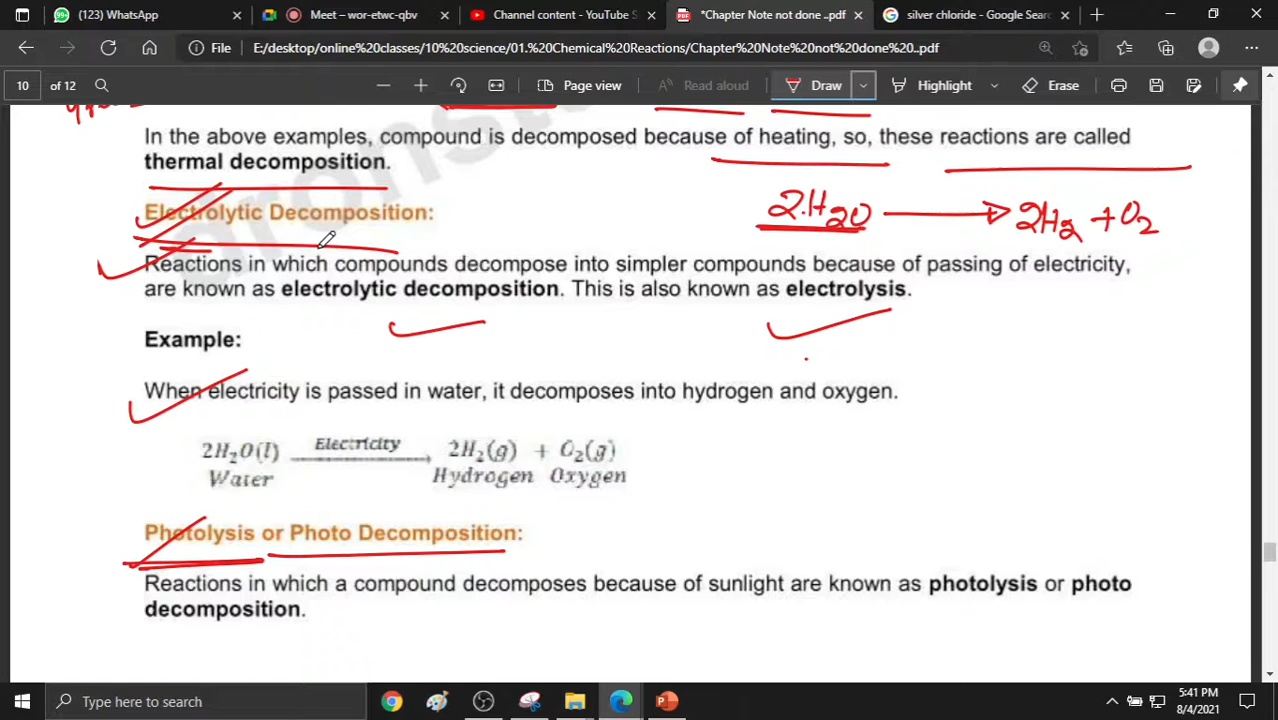 (123) WhatsApp
Meet – wor-etwc-qbv
Channel content - YouTube S
*Chapter Note not done ..pdf
silver chloride - Google Sear
File E:/desktop/online%20classes/10%20science/01.%20Chemical%20Reactions/Chapter%20Note%20not%20done%20..pdf
10 of 12 Page view Read aloud Draw Highlight Erase
In the above examples, compound is decomposed because of heating, so, these reactions are called
thermal decomposition.
2.H2O → 2H2 + O2
Electrolytic Decomposition:
Reactions in which compounds decompose into simpler compounds because of passing of electricity,
are known as electrolytic decomposition. This is also known as electrolysis.
Example:
When electricity is passed in water, it decomposes into hydrogen and oxygen.
2H2O(l) Electricity → 2H2(g) + O2(g)
Water Hydrogen Oxygen
Photolysis or Photo Decomposition:
Reactions in which a compound decomposes because of sunlight are known as photolysis or photo
decomposition.
Type here to search
5:41 PM
8/4/2021